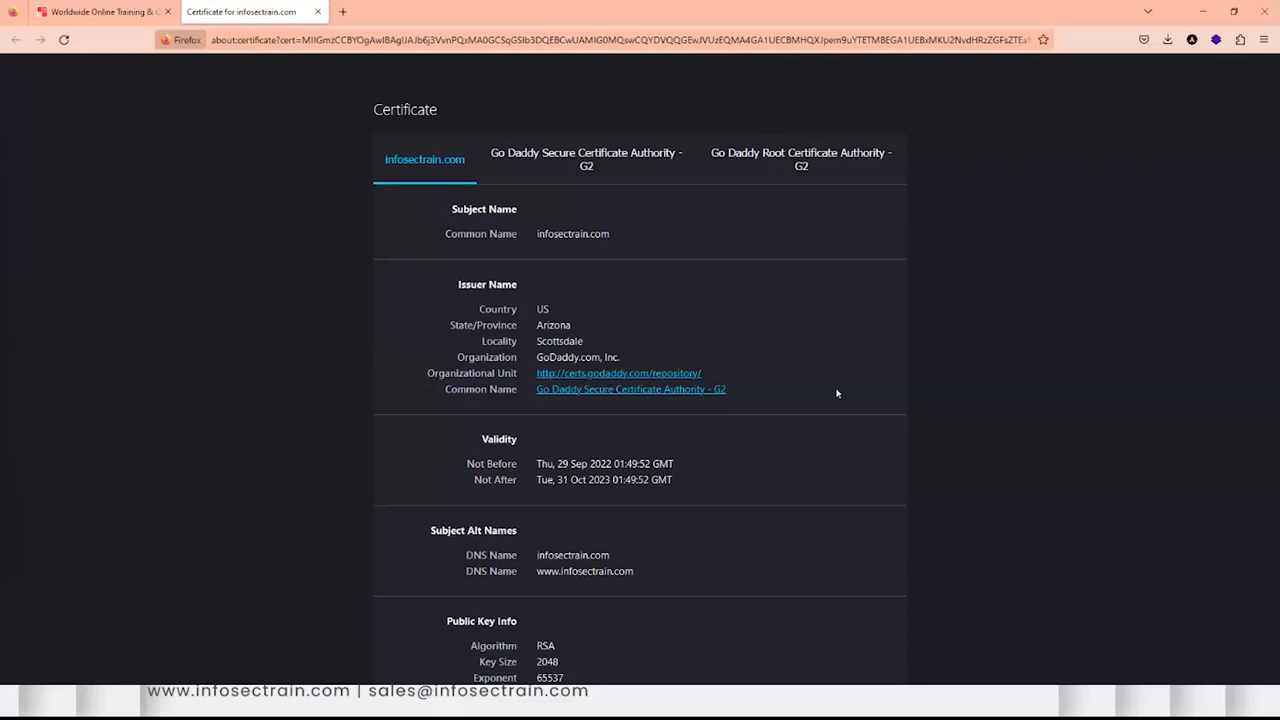 Worldwide Online Training & C
Certificate for infosectrain.com
Firefox
Certificate
infosectrain.com
Go Daddy Secure Certificate Authority -
G2
Go Daddy Root Certificate Authority -
G2
Subject Name
Common Name infosectrain.com
Issuer Name
Country US
State/Province Arizona
Locality Scottsdale
Organization GoDaddy.com, Inc.
Organizational Unit http://certs.godaddy.com/repository/
Common Name Go Daddy Secure Certificate Authority - G2
Validity
Not Before Thu, 29 Sep 2022 01:49:52 GMT
Not After Tue, 31 Oct 2023 01:49:52 GMT
Subject Alt Names
DNS Name infosectrain.com
DNS Name www.infosectrain.com
Public Key Info
Algorithm RSA
Key Size 2048
Exponent 65537
www.infosectrain.com | sales@infosectrain.com